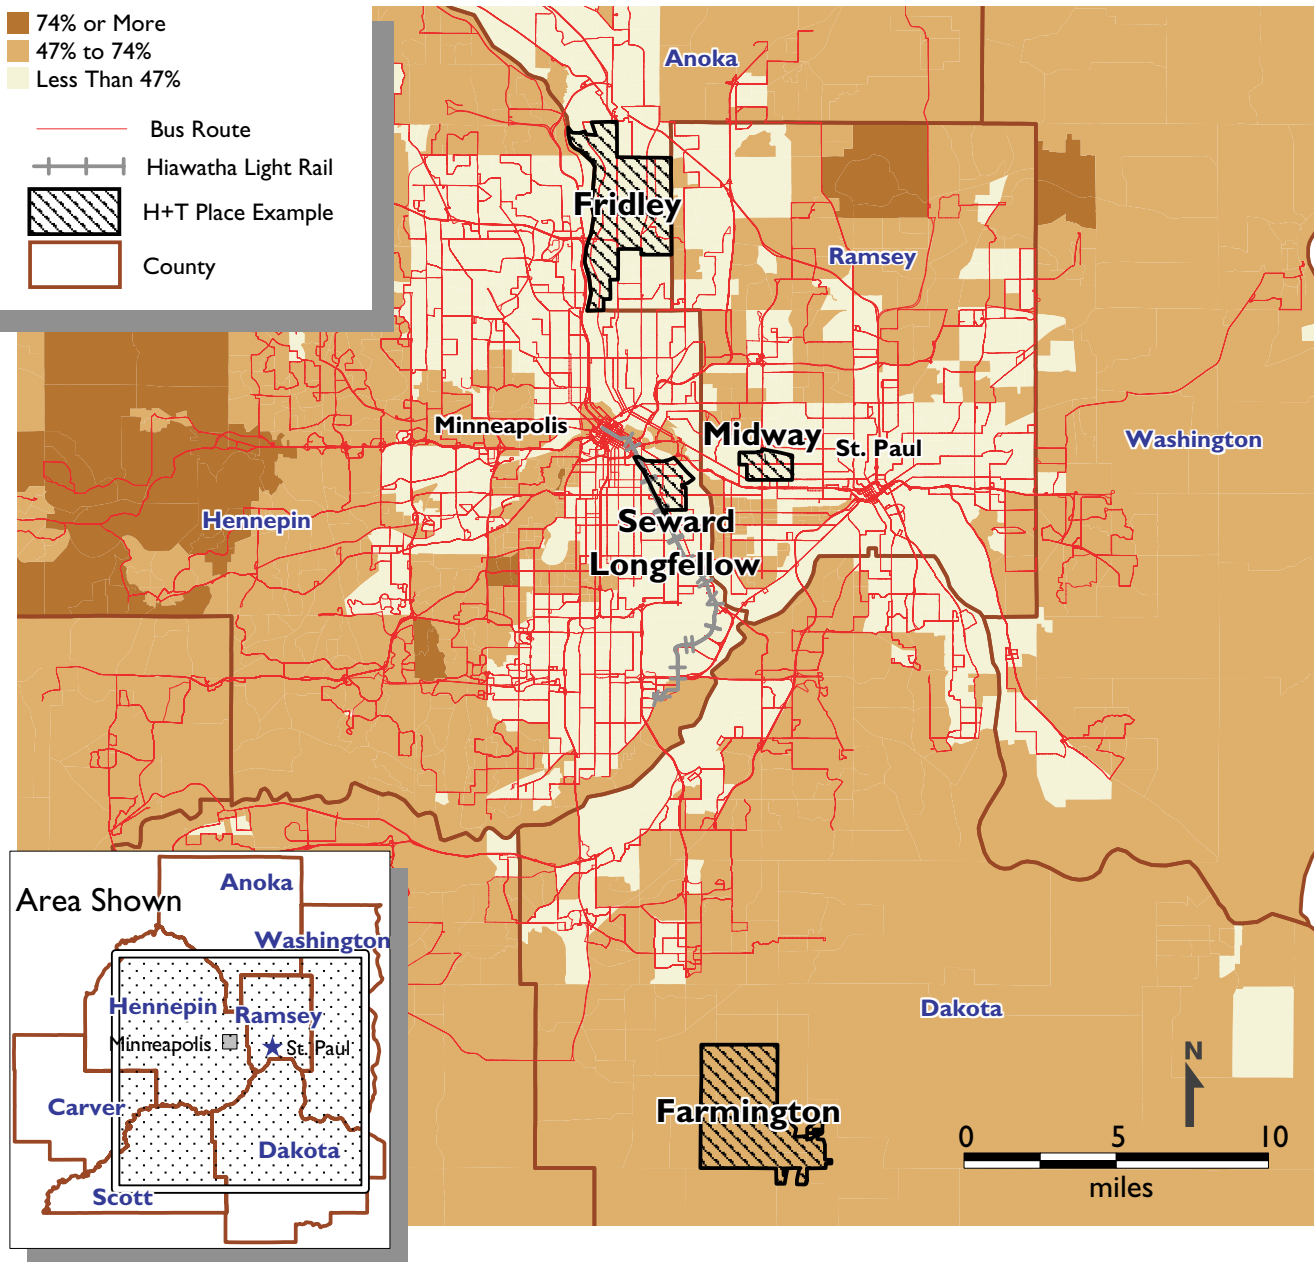 74% or More
47% to 74%
Less Than 47%
Bus Route
Hiawatha Light Rail
H+T Place Example
County
Anoka
Fridley
Ramsey
Minneapolis
Midway
St. Paul
Washington
Hennepin
Seward
Longfellow
Dakota
Farmington
N
0 5 10
miles
Area Shown
Anoka
Washington
Hennepin
Ramsey
Minneapolis
St. Paul
Carver
Dakota
Scott